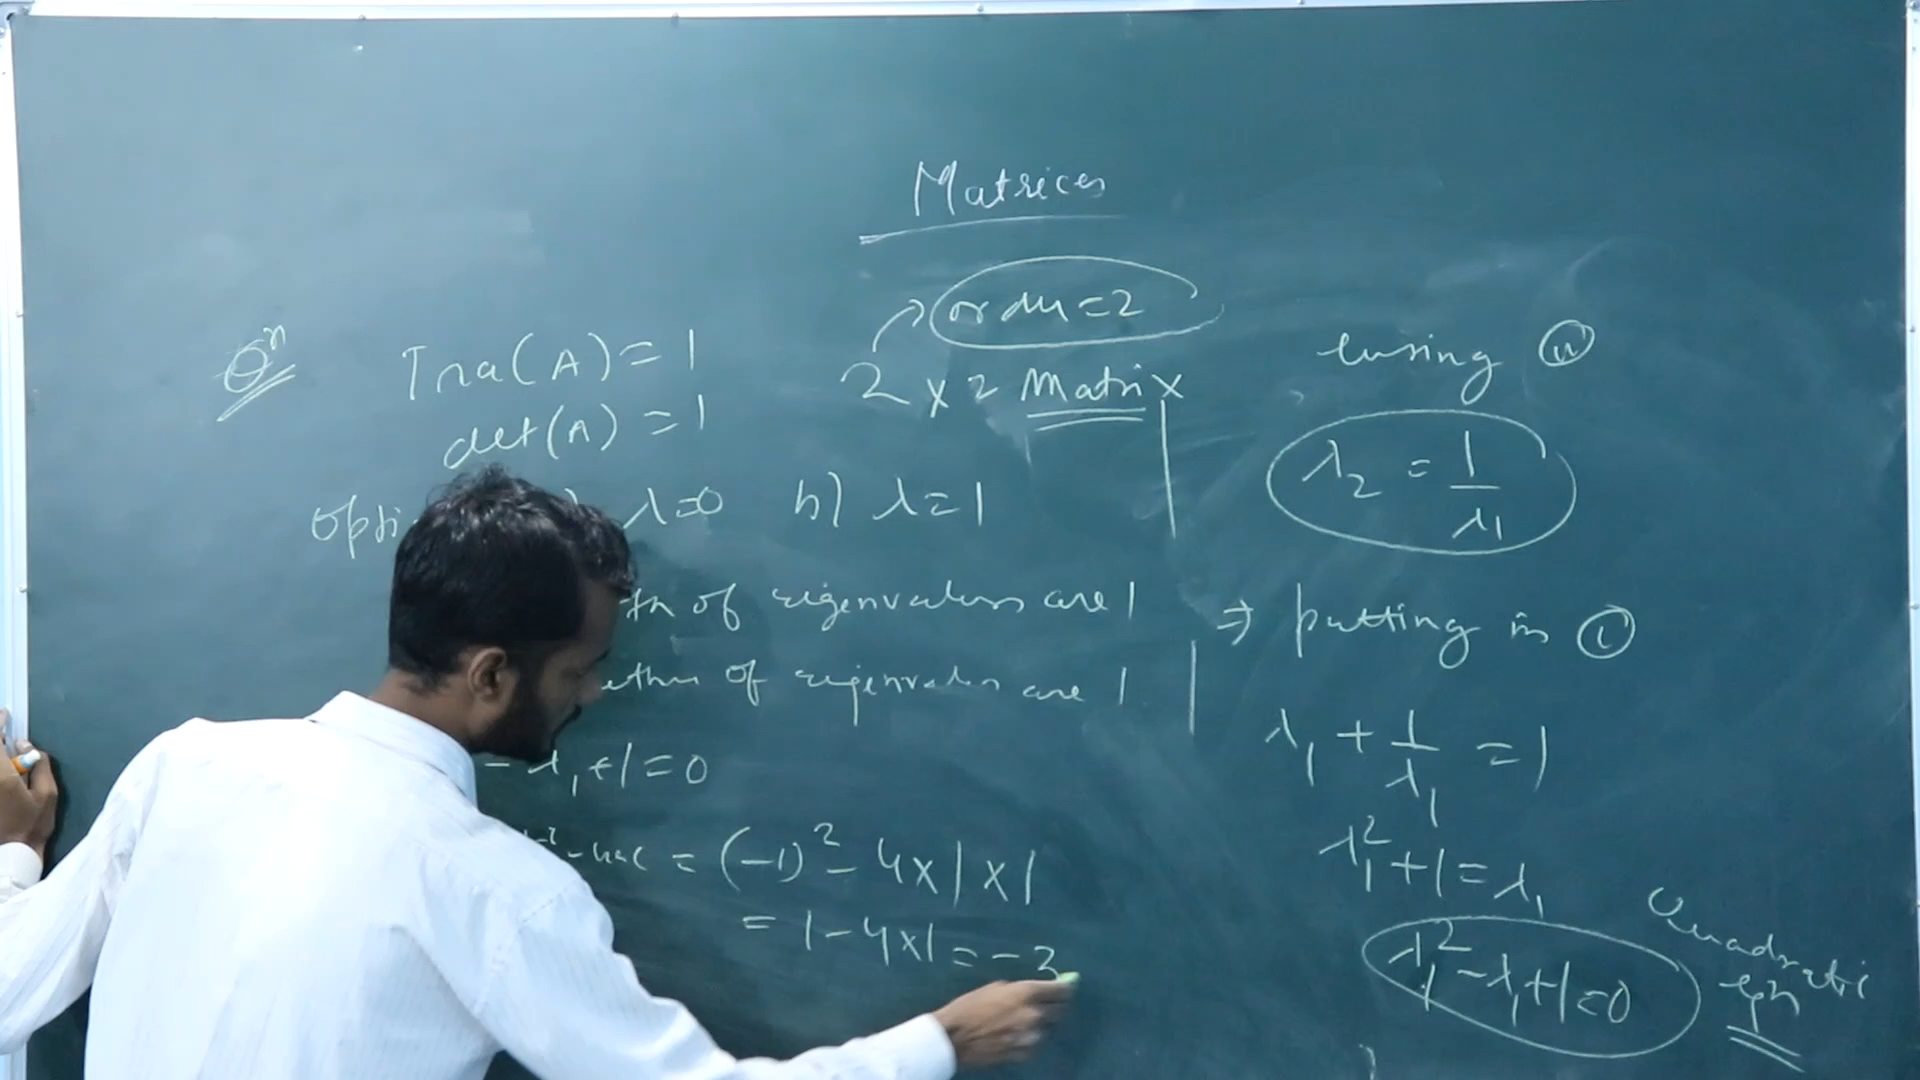 Matrices
order=2
Qⁿ Tra(A)=1 2x2 Matrix
det(A)=1
λ=0 b) λ=1
of eigenvalues are 1
of eigenvalues are 1
- λ₁+1=0
= (-1)² - 4x1x1
= 1-4x1 = -3
using (ii)
λ₂ = 1/λ₁
⇒ putting in (i)
λ₁ + 1/λ₁ = 1
λ₁²+1=λ₁
λ₁²-λ₁+1=0
Quadratic
eqn